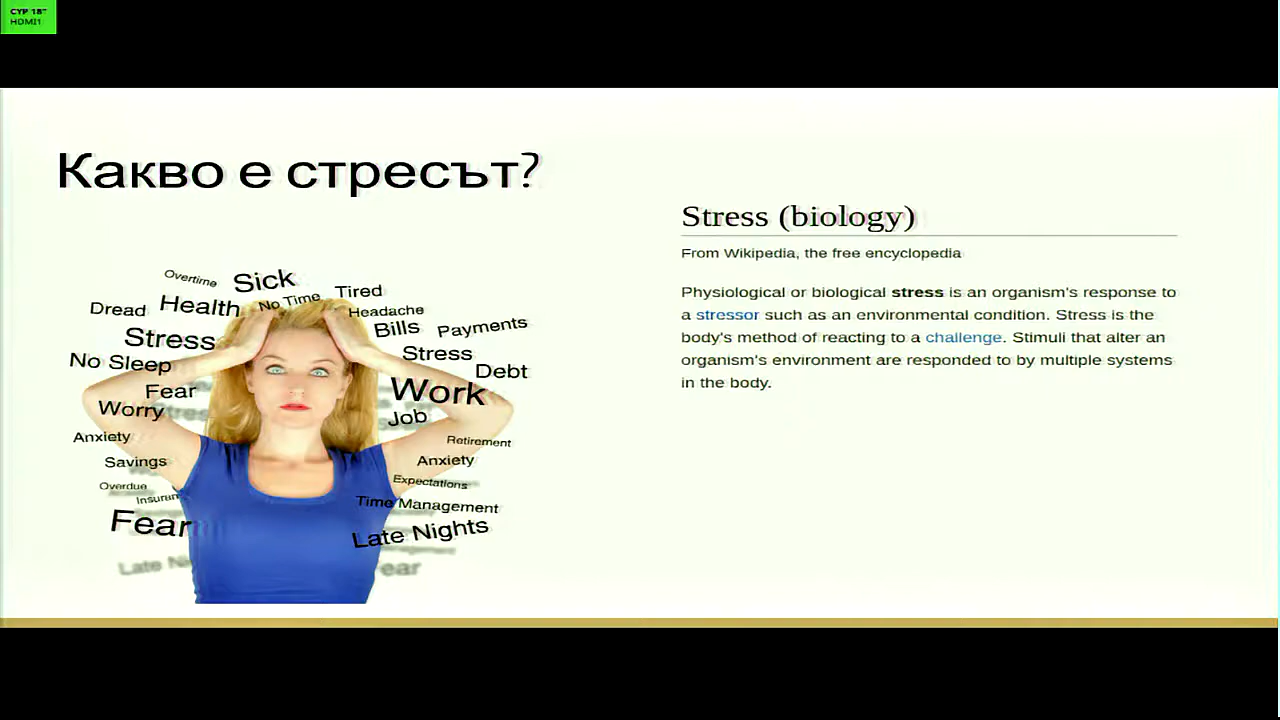 CYP 18"
HDMI1
Какво е стресът?
Stress (biology)
From Wikipedia, the free encyclopedia
Physiological or biological stress is an organism's response to
a stressor such as an environmental condition. Stress is the
body's method of reacting to a challenge. Stimuli that alter an
organism's environment are responded to by multiple systems
in the body.
Overtime
Sick
Tired
Dread
Health
No Time
Headache
Stress
Bills
Payments
No Sleep
Stress
Debt
Fear
Work
Worry
Job
Anxiety
Retirement
Savings
Anxiety
Overdue
Expectations
Time Management
Fear
Late Nights